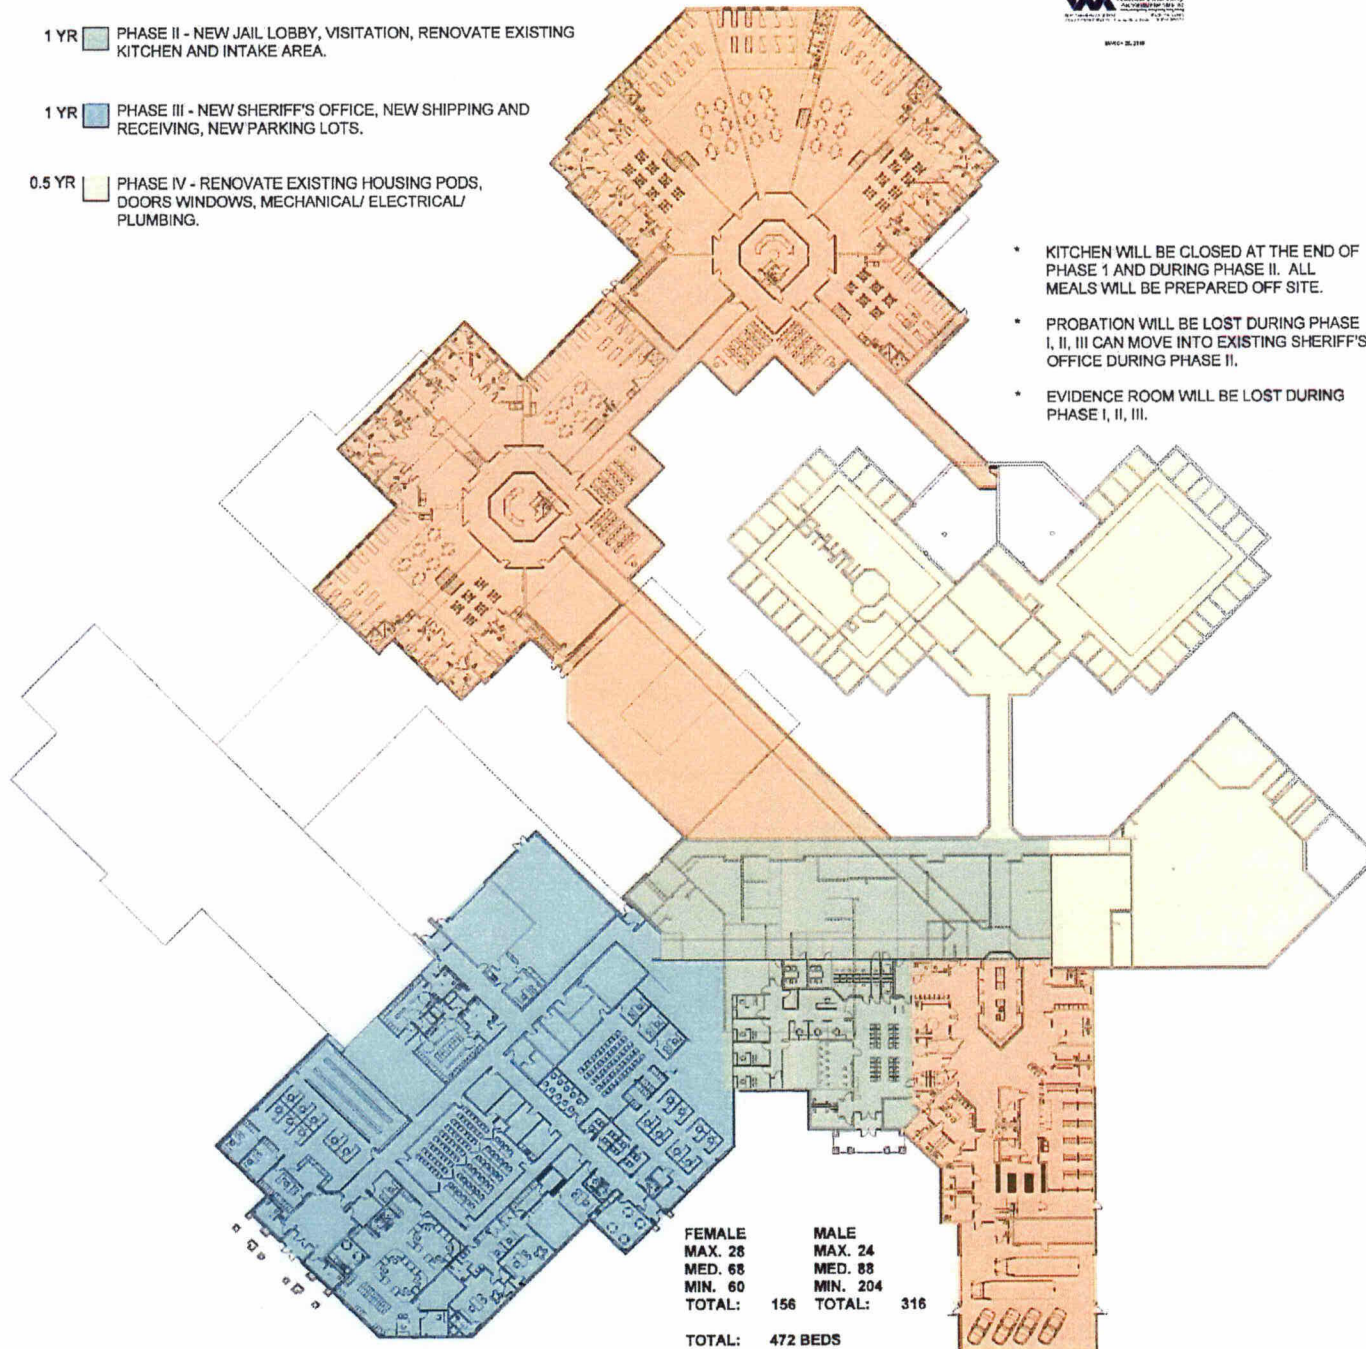 1 YR PHASE II - NEW JAIL LOBBY, VISITATION, RENOVATE EXISTING
KITCHEN AND INTAKE AREA.
1 YR PHASE III - NEW SHERIFF'S OFFICE, NEW SHIPPING AND
RECEIVING, NEW PARKING LOTS.
0.5 YR PHASE IV - RENOVATE EXISTING HOUSING PODS,
DOORS WINDOWS, MECHANICAL/ ELECTRICAL/
PLUMBING.
* KITCHEN WILL BE CLOSED AT THE END OF
PHASE 1 AND DURING PHASE II. ALL
MEALS WILL BE PREPARED OFF SITE.
* PROBATION WILL BE LOST DURING PHASE
I, II, III CAN MOVE INTO EXISTING SHERIFF'S
OFFICE DURING PHASE II.
* EVIDENCE ROOM WILL BE LOST DURING
PHASE I, II, III.
FEMALE MALE
MAX. 28 MAX. 24
MED. 68 MED. 88
MIN. 60 MIN. 204
TOTAL: 156 TOTAL: 316
TOTAL: 472 BEDS